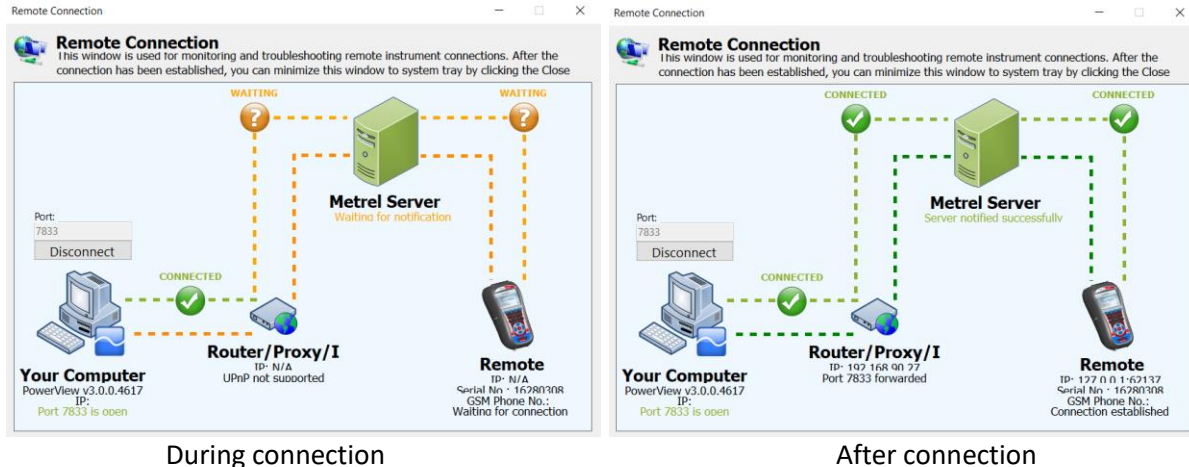 Remote Connection
Remote Connection
This window is used for monitoring and troubleshooting remote instrument connections. After the
connection has been established, you can minimize this window to system tray by clicking the Close
WAITING
WAITING
Metrel Server
Waiting for notification
Port:
7833
Disconnect
CONNECTED
Router/Proxy/I
IP: N/A
UPnP not supported
Your Computer
PowerView v3.0.0.4617
IP:
Port 7833 is open
Remote
IP: N/A
Serial No.: 16280308
GSM Phone No.:
Waiting for connection
During connection
Remote Connection
Remote Connection
This window is used for monitoring and troubleshooting remote instrument connections. After the
connection has been established, you can minimize this window to system tray by clicking the Close
CONNECTED
CONNECTED
Metrel Server
Server notified successfully
Port:
7833
Disconnect
CONNECTED
Router/Proxy/I
IP: 192.168.90.27
Port 7833 forwarded
Your Computer
PowerView v3.0.0.4617
IP:
Port 7833 is open
Remote
IP: 127.0.0.1:62137
Serial No.: 16280308
GSM Phone No.:
Connection established
After connection